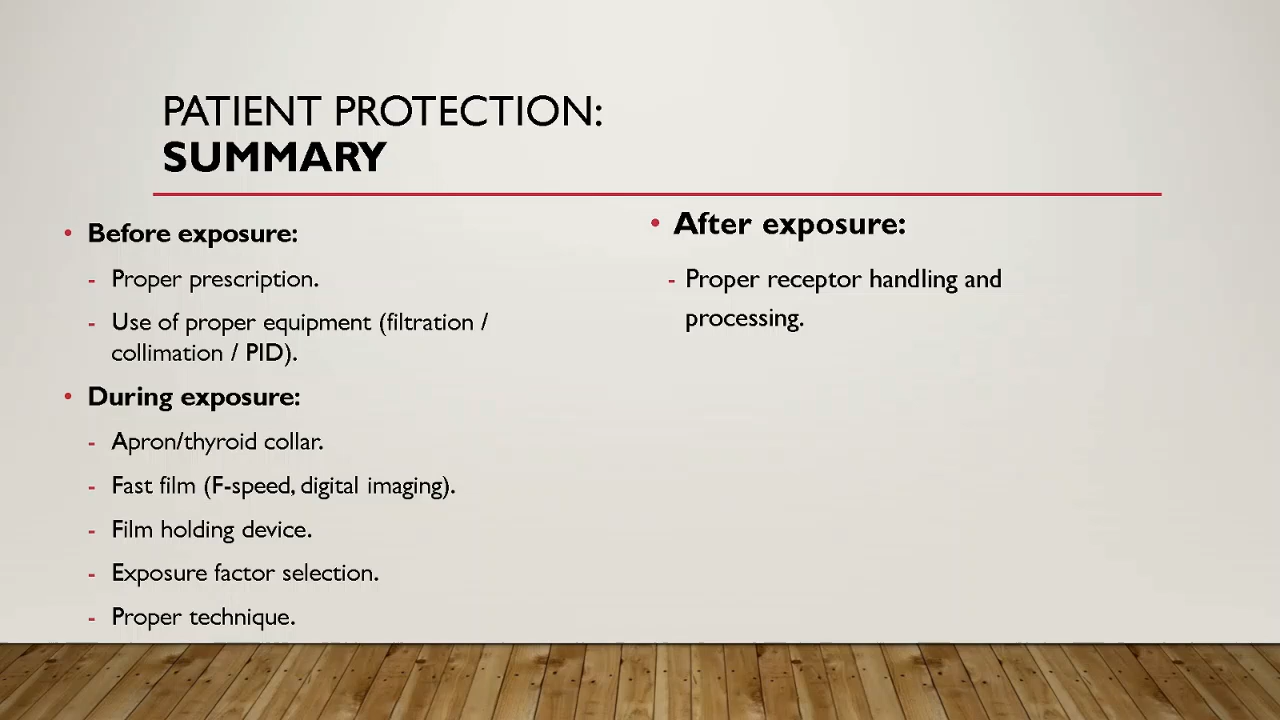 PATIENT PROTECTION:
SUMMARY
• Before exposure:
- Proper prescription.
- Use of proper equipment (filtration /
collimation / PID).
• During exposure:
- Apron/thyroid collar.
- Fast film (F-speed, digital imaging).
- Film holding device.
- Exposure factor selection.
- Proper technique.
• After exposure:
- Proper receptor handling and
processing.